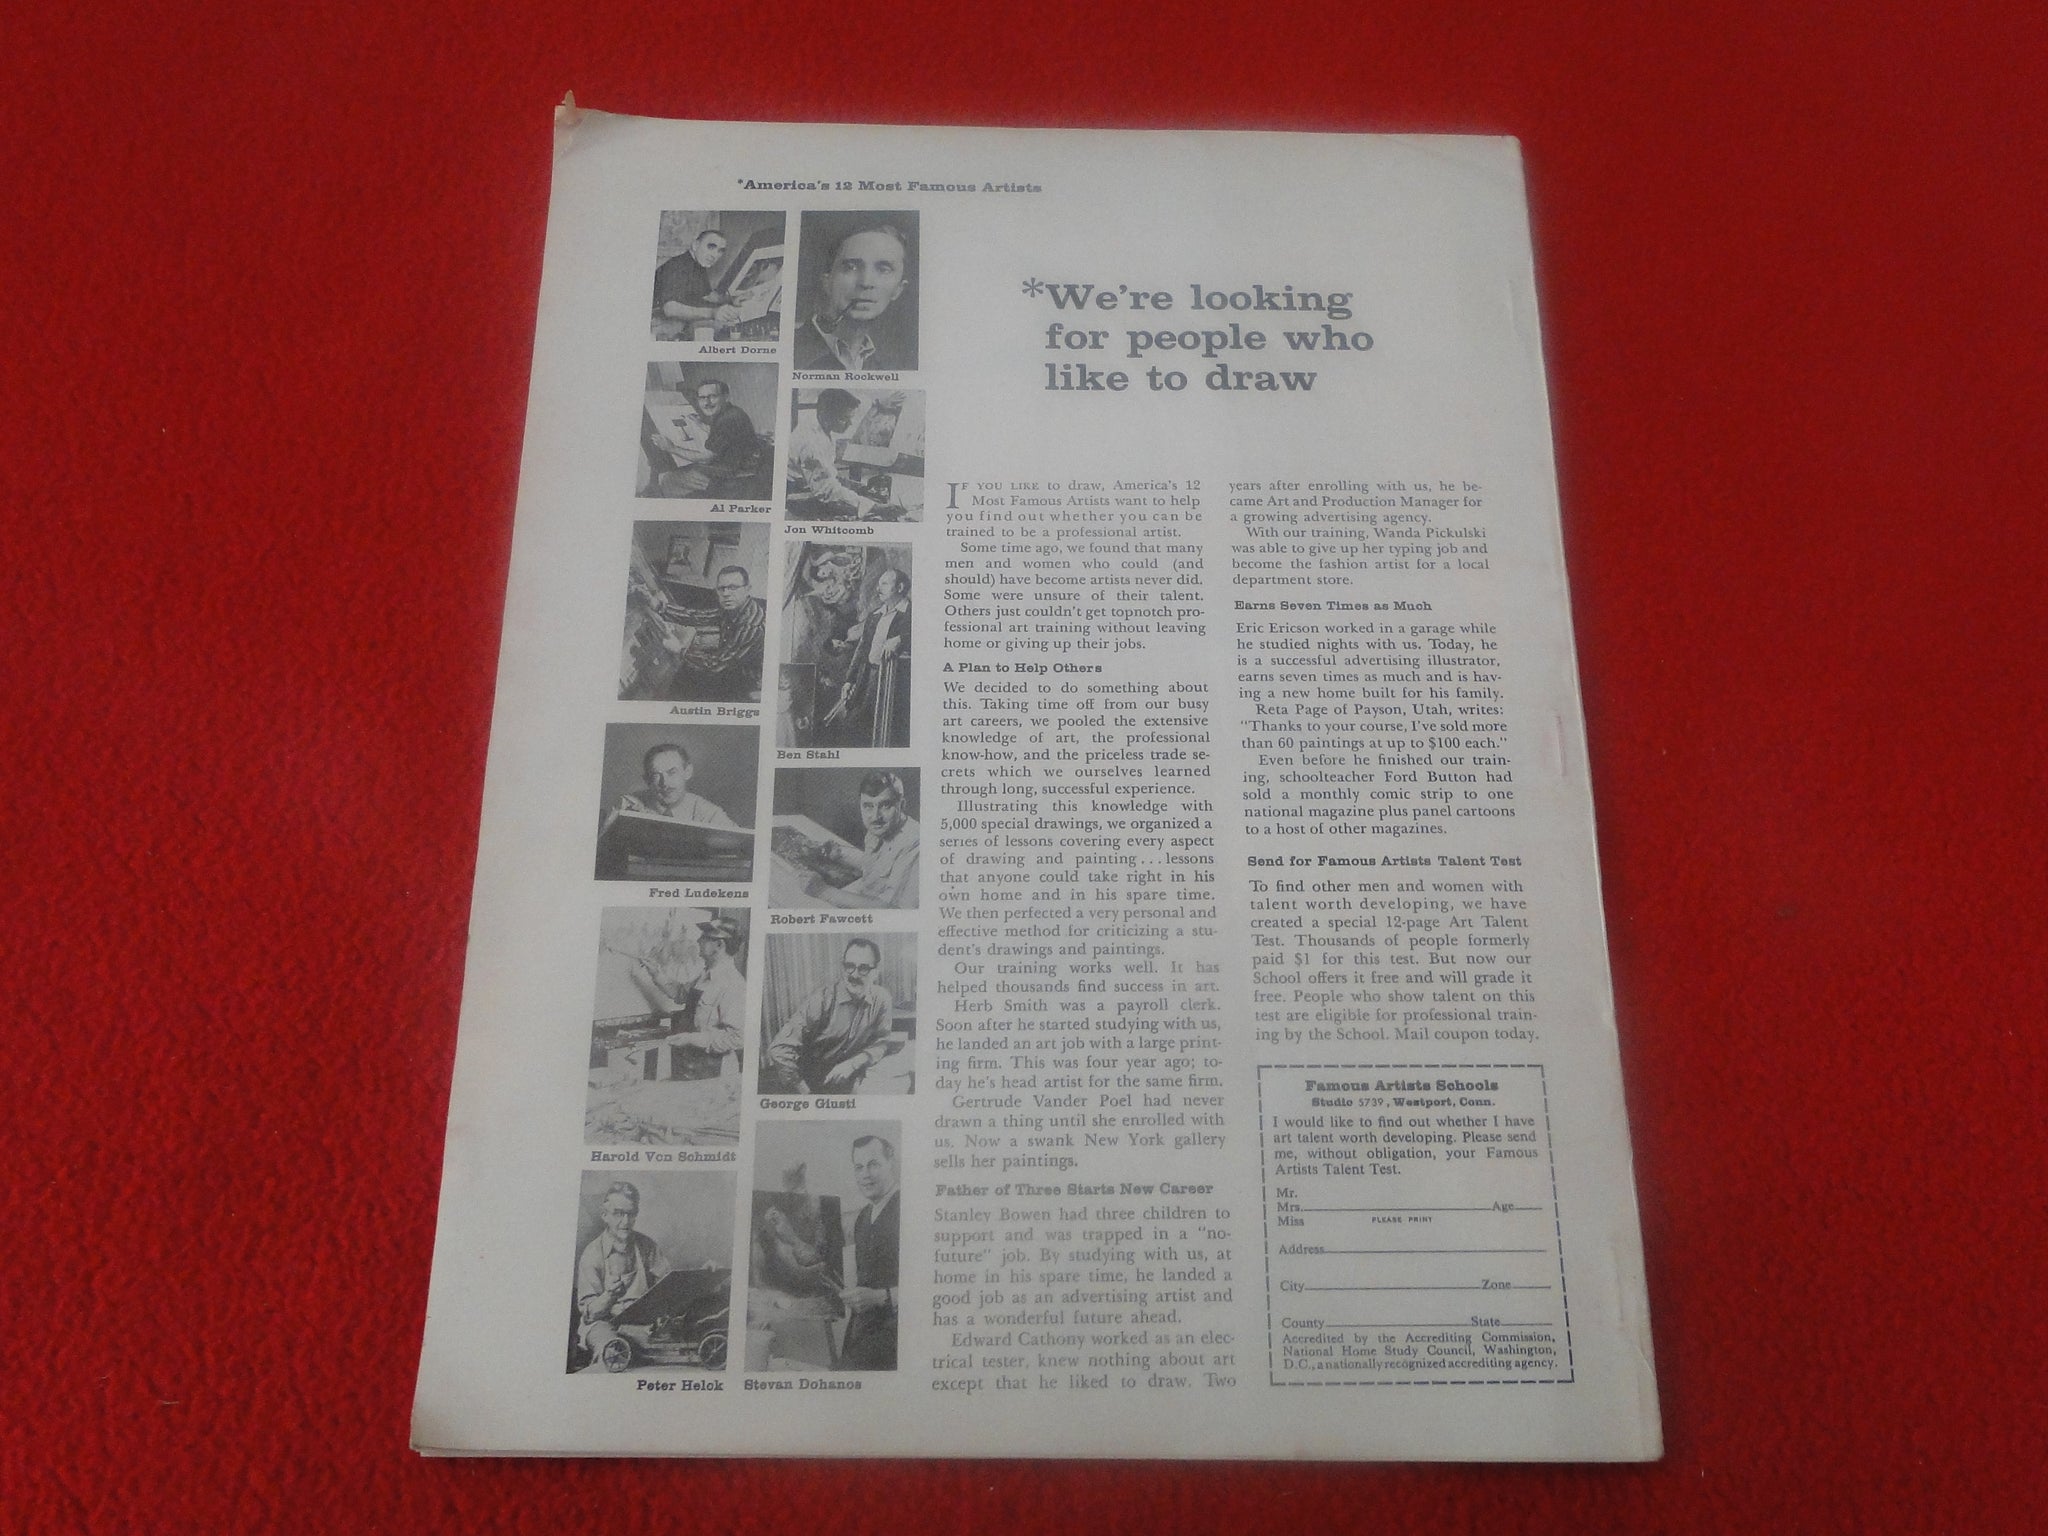 *America's 12 Most Famous Artists
Albert Dorne
Norman Rockwell
Al Parker
Jon Whitcomb
Austin Briggs
Ben Stahl
Fred Ludekens
Robert Fawcett
Harold Von Schmidt
George Giusti
Peter Helck
Stevan Dohanos
*We're looking
for people who
like to draw
IF YOU LIKE to draw, America's 12
Most Famous Artists want to help
you find out whether you can be
trained to be a professional artist.
Some time ago, we found that many
men and women who could (and
should) have become artists never did.
Some were unsure of their talent.
Others just couldn't get topnotch pro-
fessional art training without leaving
home or giving up their jobs.
A Plan to Help Others
We decided to do something about
this. Taking time off from our busy
art careers, we pooled the extensive
knowledge of art, the professional
know-how, and the priceless trade se-
crets which we ourselves learned
through long, successful experience.
Illustrating this knowledge with
5,000 special drawings, we organized a
series of lessons covering every aspect
of drawing and painting...lessons
that anyone could take right in his
own home and in his spare time.
We then perfected a very personal and
effective method for criticizing a stu-
dent's drawings and paintings.
Our training works well. It has
helped thousands find success in art.
Herb Smith was a payroll clerk.
Soon after he started studying with us,
he landed an art job with a large print-
ing firm. This was four year ago; to-
day he's head artist for the same firm.
Gertrude Vander Poel had never
drawn a thing until she enrolled with
us. Now a swank New York gallery
sells her paintings.
Father of Three Starts New Career
Stanley Bowen had three children to
support and was trapped in a "no-
future" job. By studying with us, at
home in his spare time, he landed a
good job as an advertising artist and
has a wonderful future ahead.
Edward Cathony worked as an elec-
trical tester, knew nothing about art
except that he liked to draw. Two
years after enrolling with us, he be-
came Art and Production Manager for
a growing advertising agency.
With our training, Wanda Pickulski
was able to give up her typing job and
become the fashion artist for a local
department store.
Earns Seven Times as Much
Eric Ericson worked in a garage while
he studied nights with us. Today, he
is a successful advertising illustrator,
earns seven times as much and is hav-
ing a new home built for his family.
Reta Page of Payson, Utah, writes:
"Thanks to your course, I've sold more
than 60 paintings at up to $100 each."
Even before he finished our train-
ing, schoolteacher Ford Button had
sold a monthly comic strip to one
national magazine plus panel cartoons
to a host of other magazines.
Send for Famous Artists Talent Test
To find other men and women with
talent worth developing, we have
created a special 12-page Art Talent
Test. Thousands of people formerly
paid $1 for this test. But now our
School offers it free and will grade it
free. People who show talent on this
test are eligible for professional train-
ing by the School. Mail coupon today.
Famous Artists Schools
Studio 5739, Westport, Conn.
I would like to find out whether I have
art talent worth developing. Please send
me, without obligation, your Famous
Artists Talent Test.
Mr.
Mrs. Age
Miss PLEASE PRINT
Address
City Zone
County State
Accredited by the Accrediting Commission,
National Home Study Council, Washington,
D.C., a nationally recognized accrediting agency.